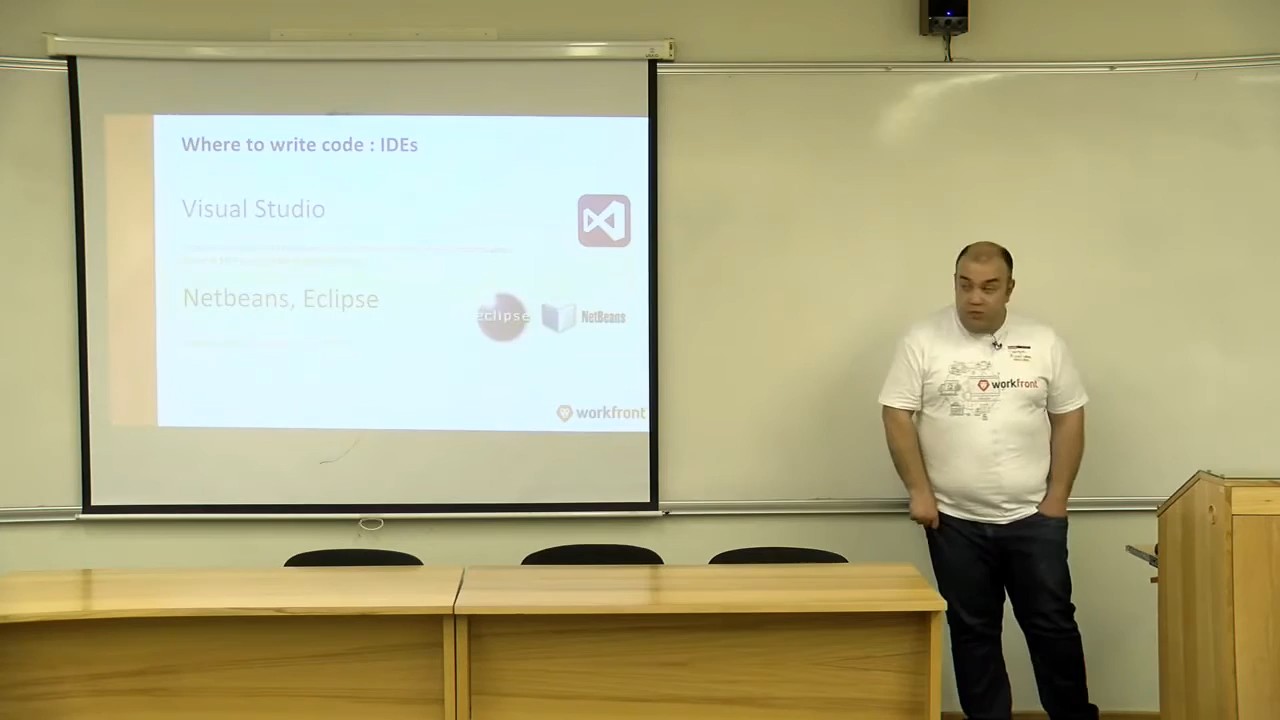 Where to write code : IDEs
Visual Studio
Netbeans, Eclipse
eclipse
NetBeans
workfront
workfront